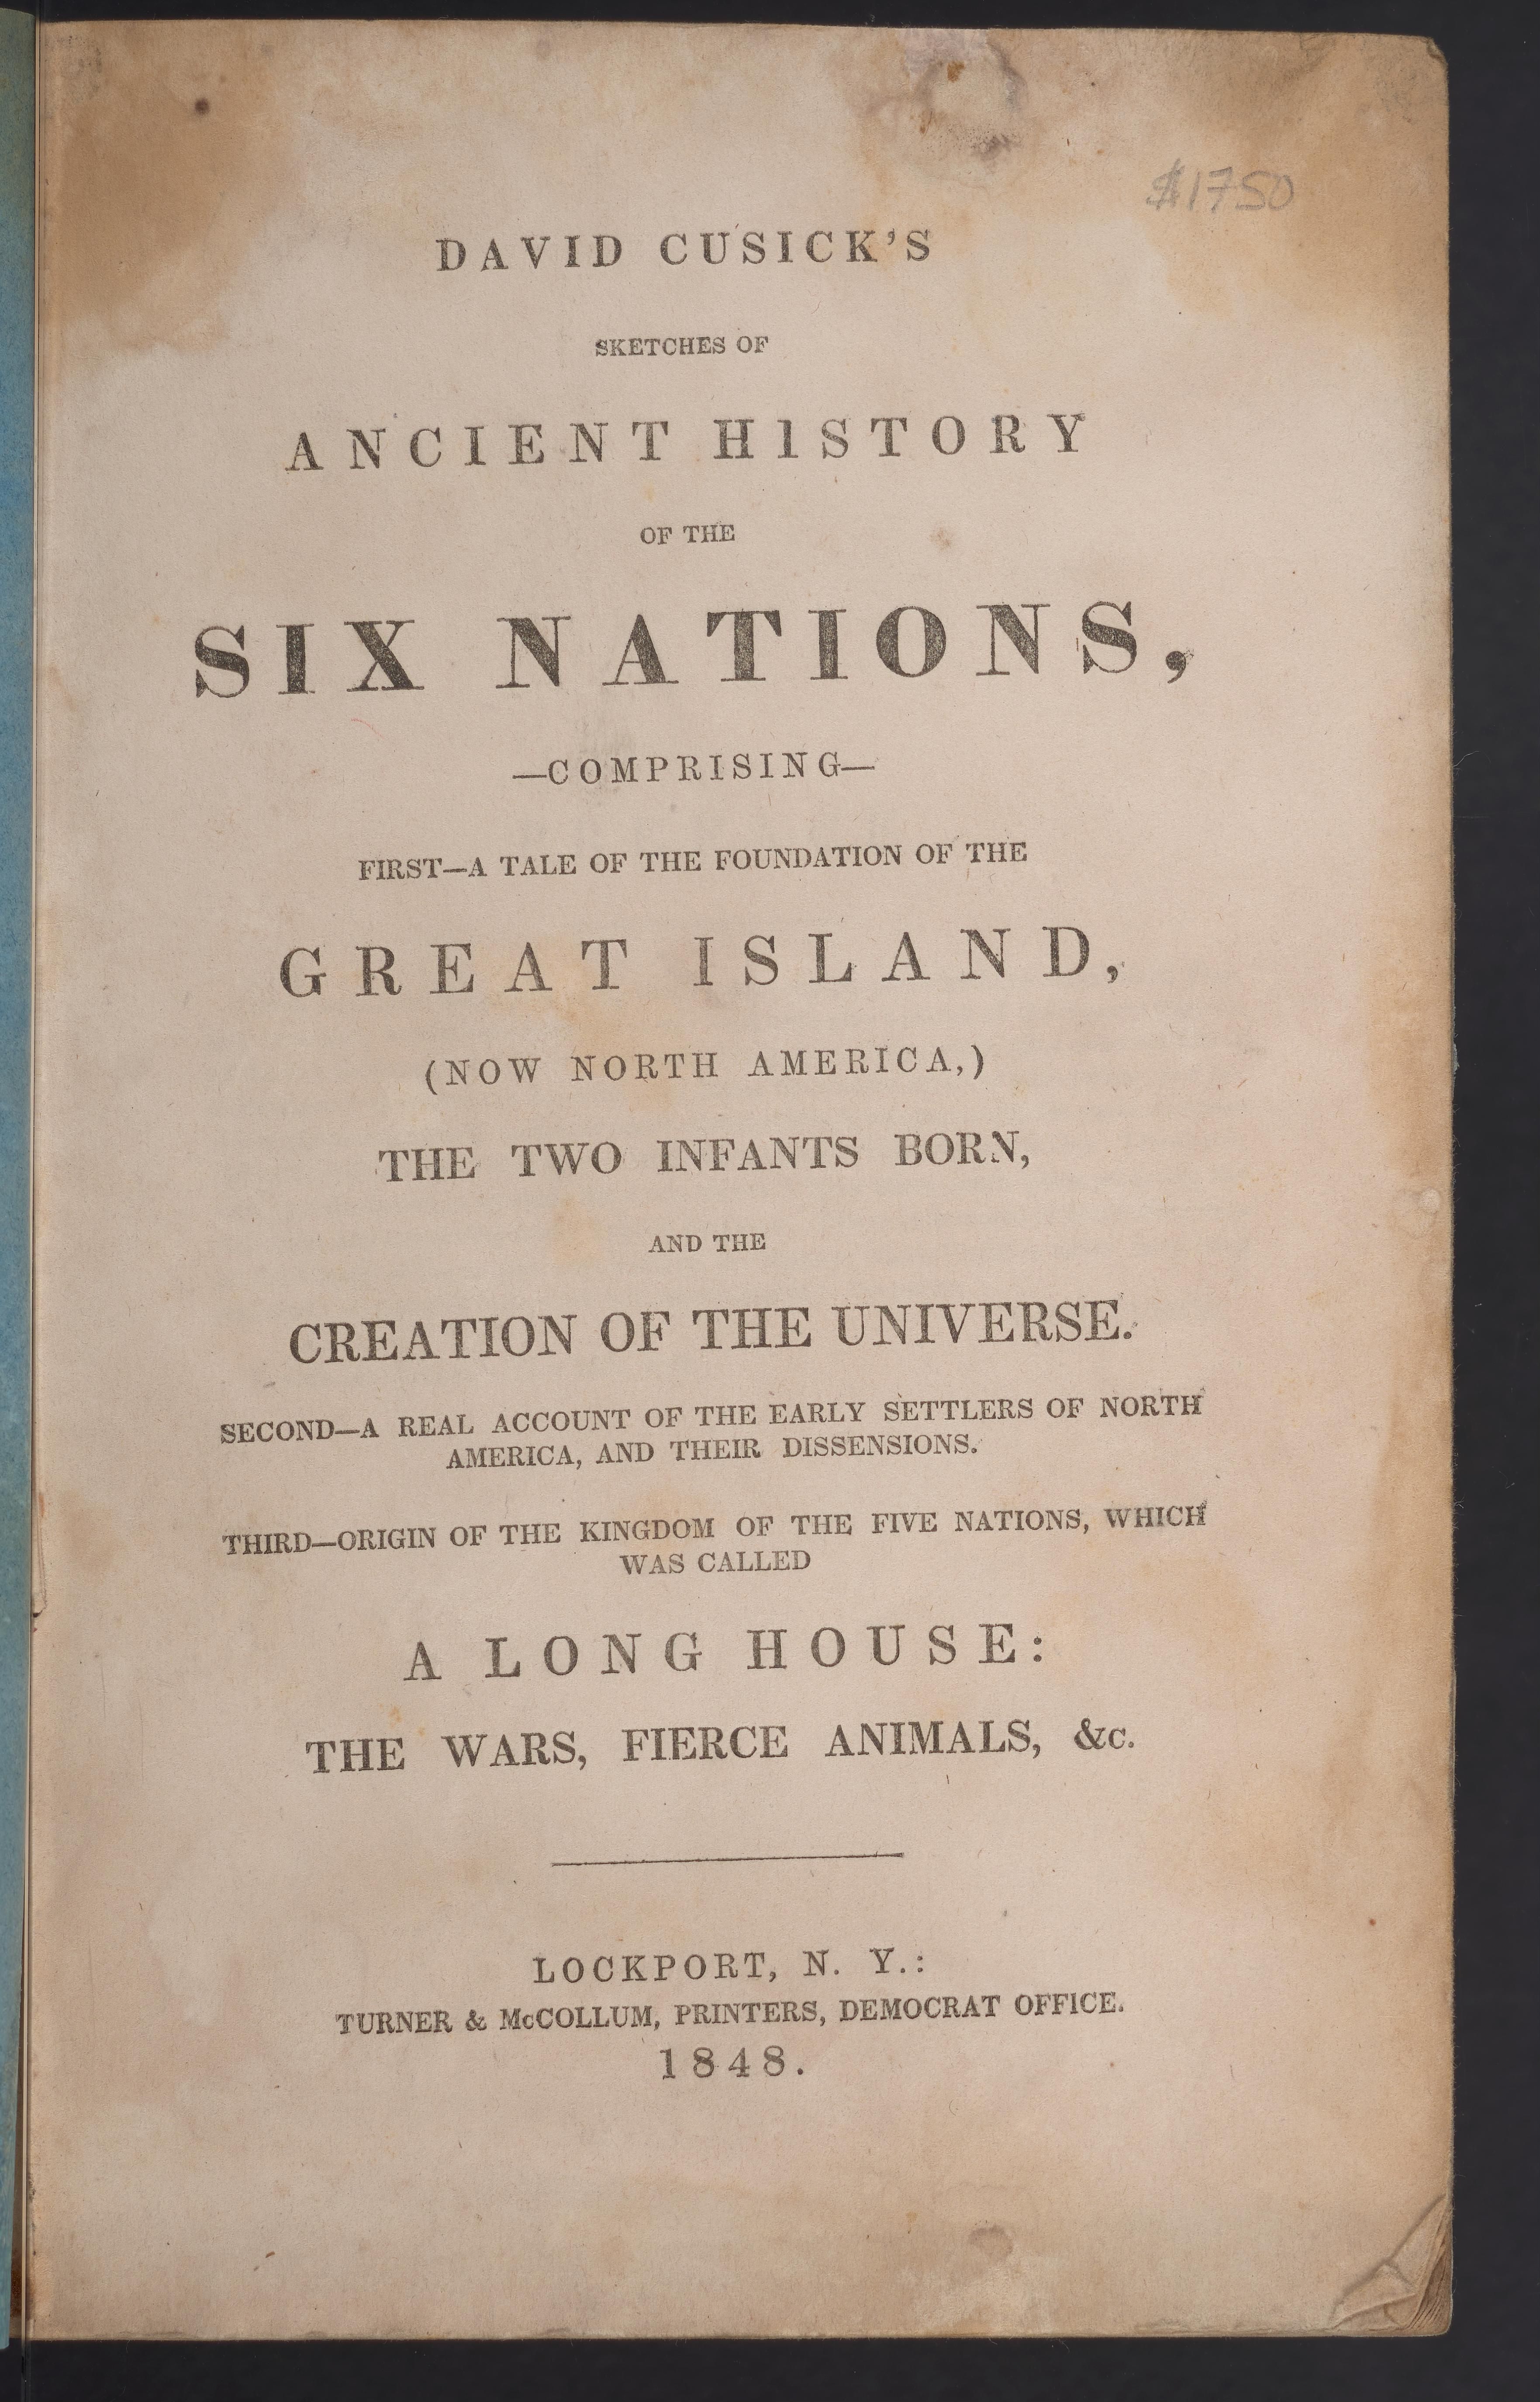 $1750
DAVID CUSICK'S
SKETCHES OF
ANCIENT H1STORY
OF THE
SIX NATIONS,
—COMPRISING—
FIRST—A TALE OF THE FOUNDATION OF THE
GREAT ISLAND,
(NOW NORTH AMERICA,)
THE TWO INFANTS BORN,
AND THE
CREATION OF THE UNIVERSE.
SECOND—A REAL ACCOUNT OF THE EARLY SETTLERS OF NORTH
AMERICA, AND THEIR DISSENSIONS.
THIRD—ORIGIN OF THE KINGDOM OF THE FIVE NATIONS, WHICH
WAS CALLED
A LONG HOUSE:
THE WARS, FIERCE ANIMALS, &c.
LOCKPORT, N. Y.:
TURNER & McCOLLUM, PRINTERS, DEMOCRAT OFFICE.
1848.